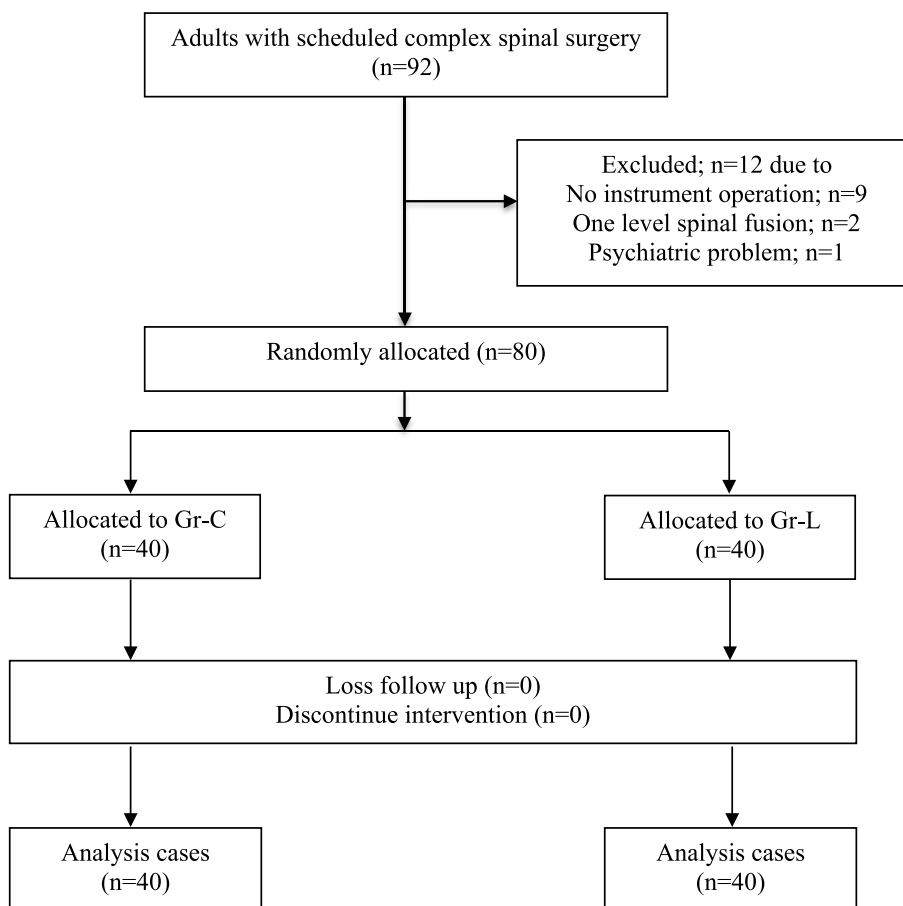 Adults with scheduled complex spinal surgery
(n=92)
Excluded; n=12 due to
No instrument operation; n=9
One level spinal fusion; n=2
Psychiatric problem; n=1
Randomly allocated (n=80)
Allocated to Gr-C
(n=40)
Allocated to Gr-L
(n=40)
Loss follow up (n=0)
Discontinue intervention (n=0)
Analysis cases
(n=40)
Analysis cases
(n=40)